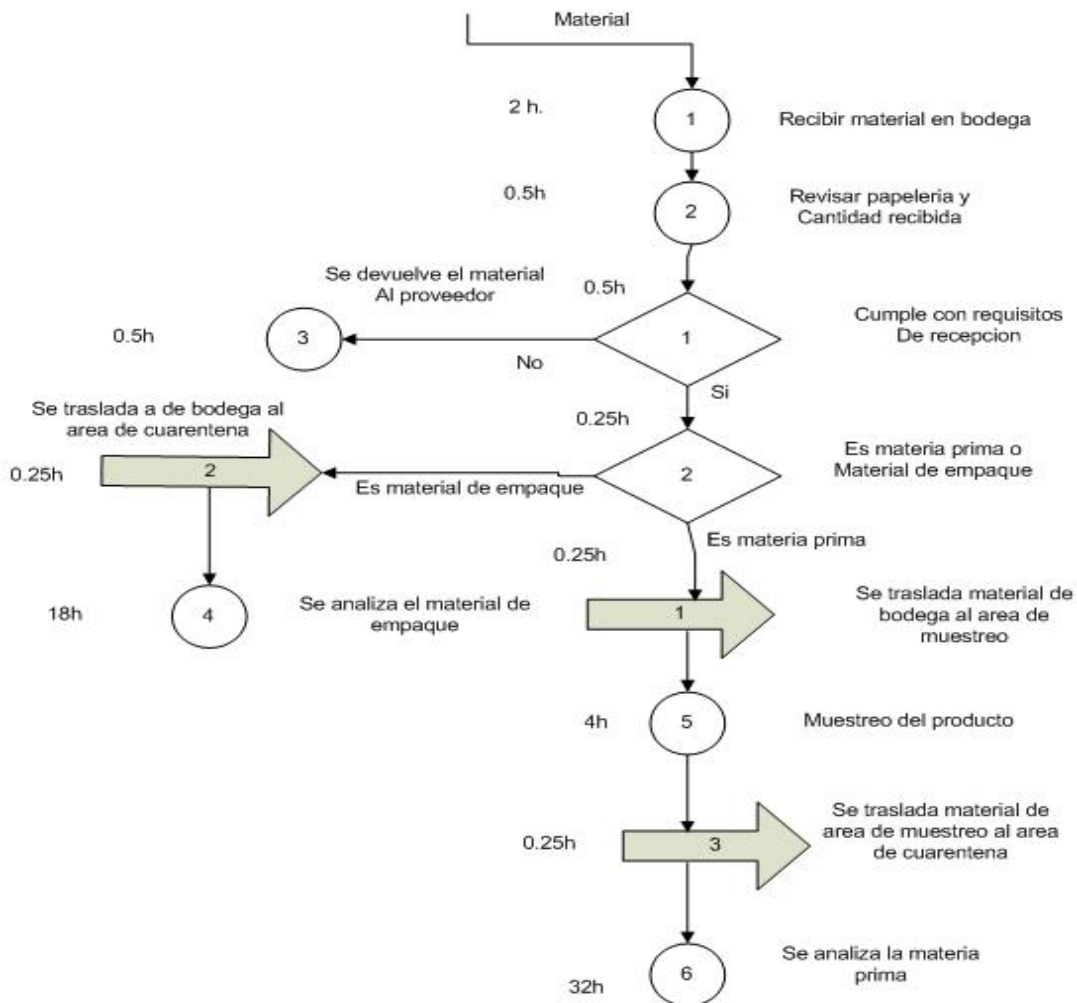 Material
2 h.
1
Recibir material en bodega
0.5h
2
Revisar papeleria y
Cantidad recibida
Se devuelve el material
Al proveedor
0.5h
0.5h
3
No
1
Cumple con requisitos
De recepcion
Si
Se traslada a de bodega al
area de cuarentena
0.25h
0.25h
2
Es material de empaque
2
Es materia prima o
Material de empaque
Es materia prima
0.25h
18h
4
Se analiza el material de
empaque
1
Se traslada material de
bodega al area de
muestreo
4h
5
Muestreo del producto
0.25h
3
Se traslada material de
area de muestreo al area
de cuarentena
32h
6
Se analiza la materia
prima